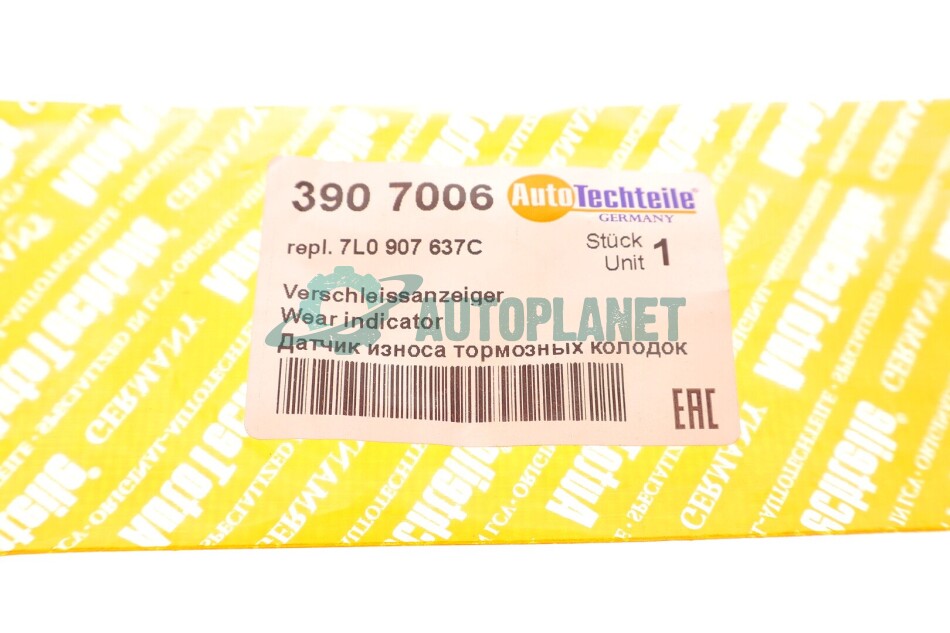 390 7006 AutoTechteile®
GERMANY
repl. 7L0 907 637C
Stück
Unit 1
Verschleissanzeiger
Wear indicator
AUTOPLANET
Датчик износа тормозных колодок
EAC